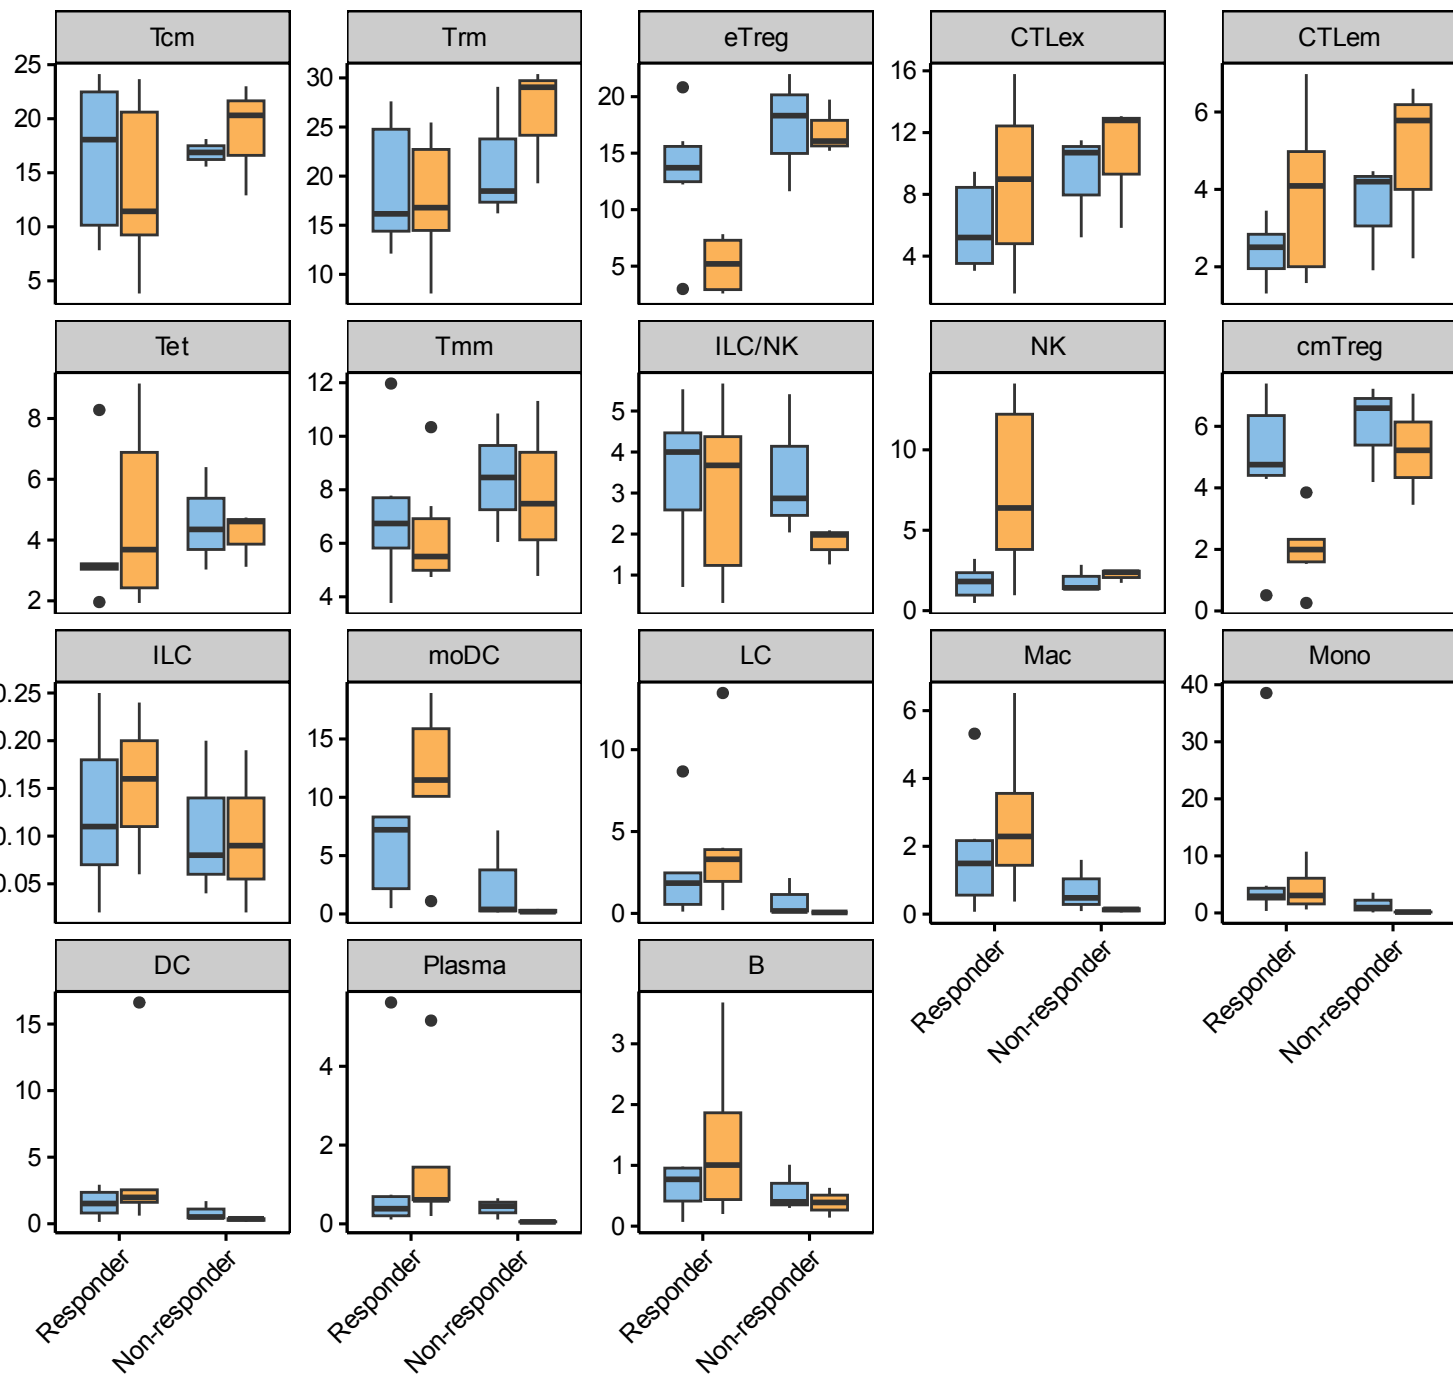 Tcm Trm eTreg CTLex CTLem
25 20 15 10 5
30 25 20 15 10
20 15 10 5
16 12 8 4
6 4 2
Tet Tmm ILC/NK NK cmTreg
8 6 4 2
12 10 8 6 4
5 4 3 2 1
10 5 0
6 4 2 0
ILC moDC LC Mac Mono
0.25 0.20 0.15 0.10 0.05
15 10 5 0
10 5 0
6 4 2 0
40 30 20 10 0
Responder Non-responder Responder Non-responder
DC Plasma B
15 10 5 0
4 2 0
3 2 1 0
Responder Non-responder Responder Non-responder Responder Non-responder